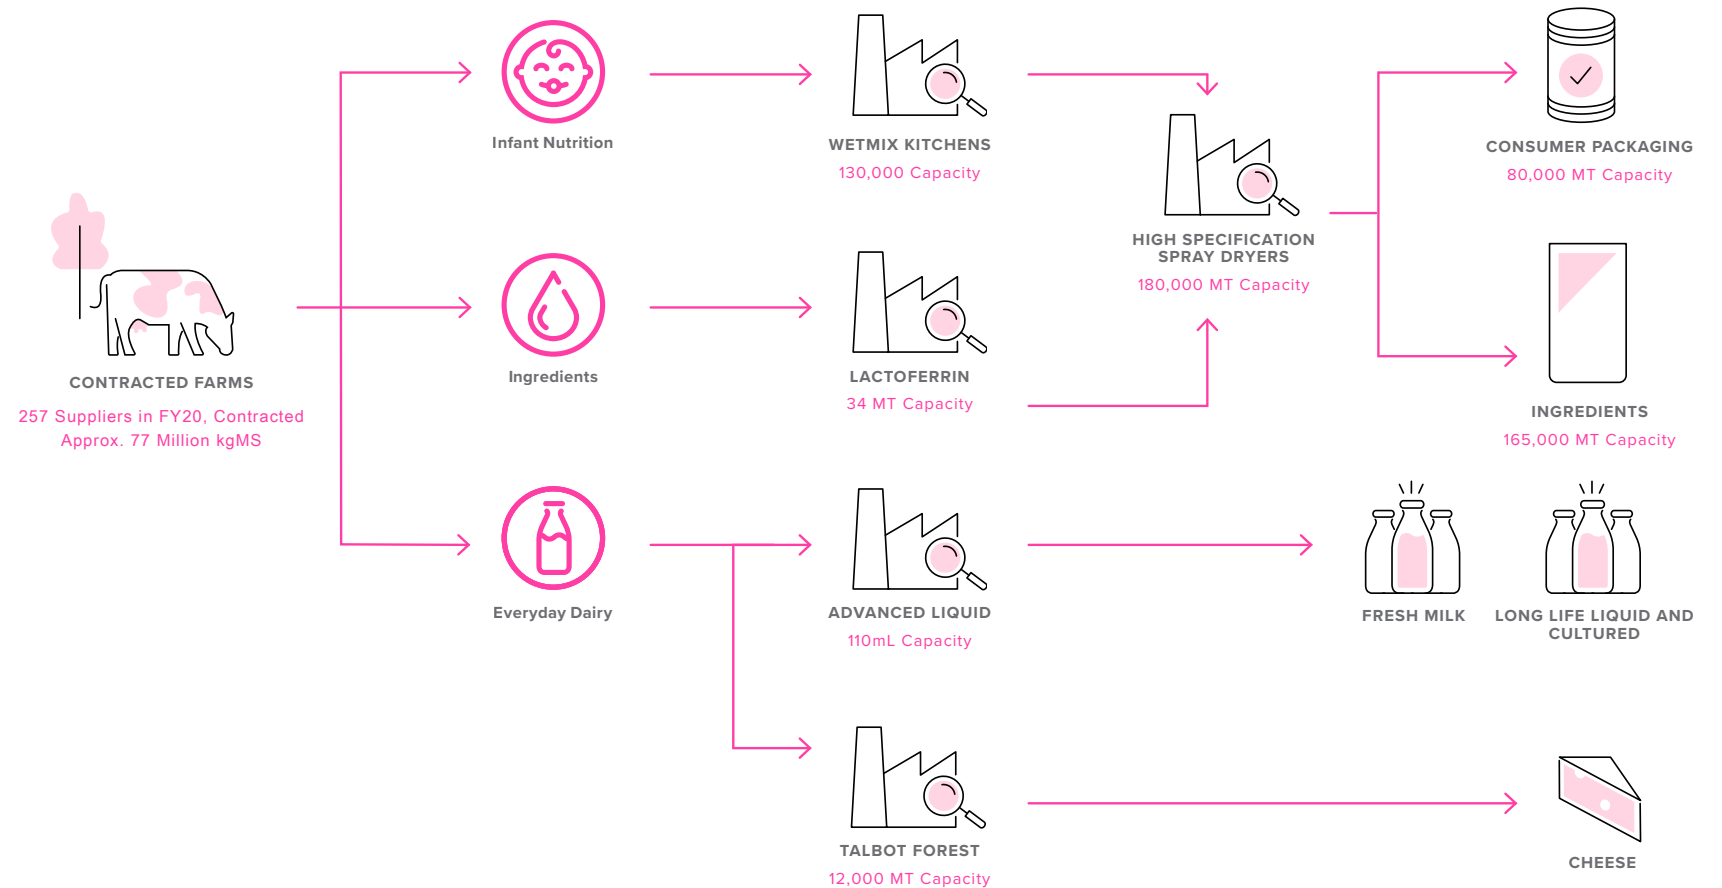 Infant Nutrition
WETMIX KITCHENS
130,000 Capacity
HIGH SPECIFICATION
SPRAY DRYERS
180,000 MT Capacity
CONSUMER PACKAGING
80,000 MT Capacity
CONTRACTED FARMS
257 Suppliers in FY20, Contracted
Approx. 77 Million kgMS
Ingredients
LACTOFERRIN
34 MT Capacity
INGREDIENTS
165,000 MT Capacity
Everyday Dairy
ADVANCED LIQUID
110mL Capacity
FRESH MILK
LONG LIFE LIQUID AND
CULTURED
TALBOT FOREST
12,000 MT Capacity
CHEESE